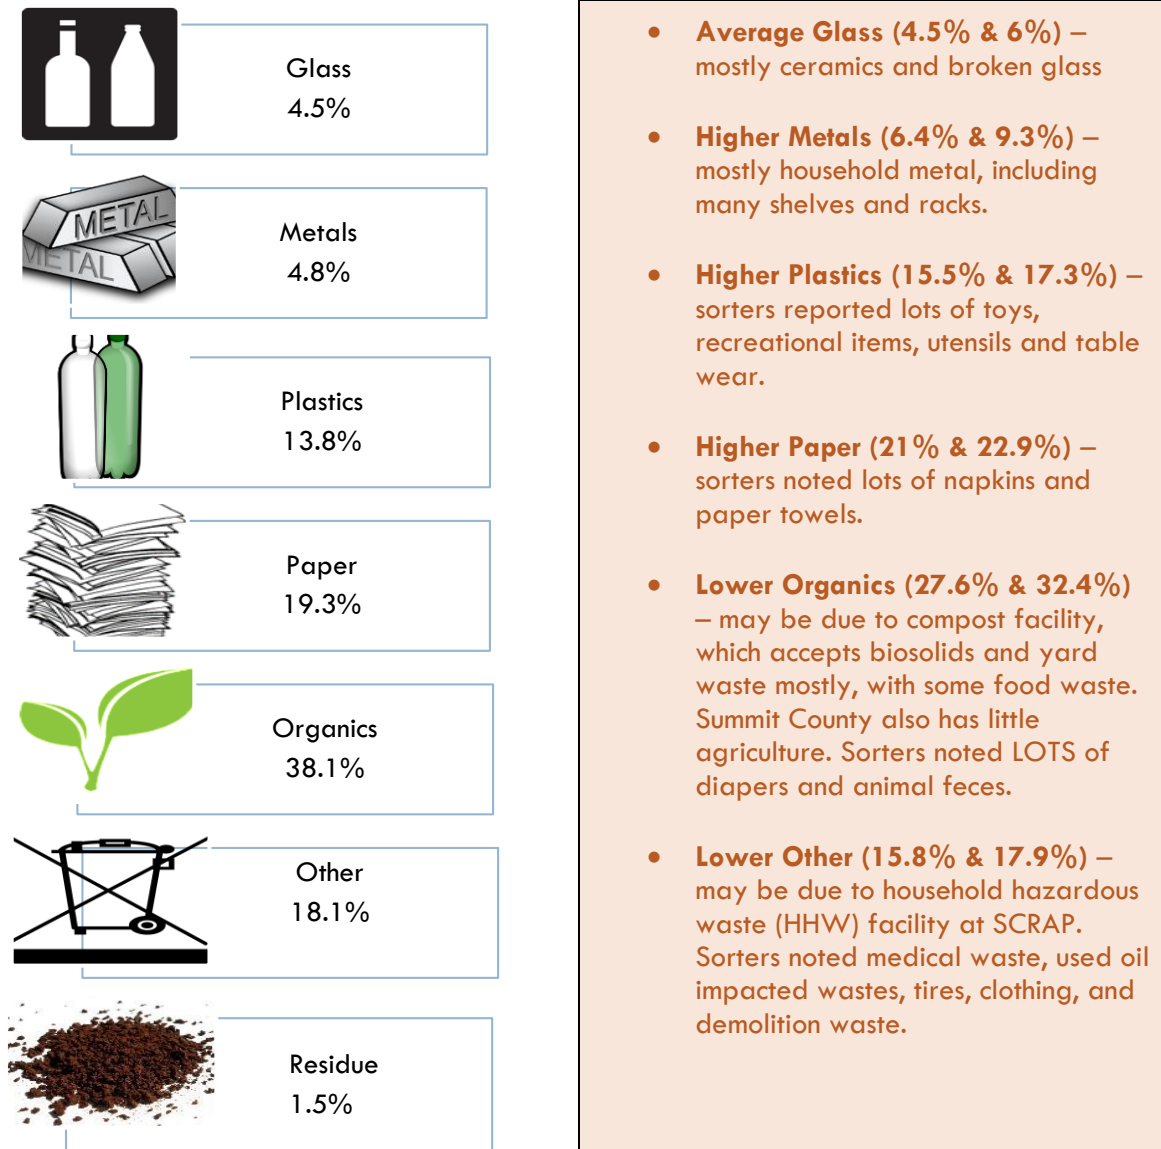 Glass
4.5%
METAL
METAL
Metals
4.8%
Plastics
13.8%
Paper
19.3%
Organics
38.1%
Other
18.1%
Residue
1.5%
• Average Glass (4.5% & 6%) –
mostly ceramics and broken glass
• Higher Metals (6.4% & 9.3%) –
mostly household metal, including
many shelves and racks.
• Higher Plastics (15.5% & 17.3%) –
sorters reported lots of toys,
recreational items, utensils and table
wear.
• Higher Paper (21% & 22.9%) –
sorters noted lots of napkins and
paper towels.
• Lower Organics (27.6% & 32.4%)
– may be due to compost facility,
which accepts biosolids and yard
waste mostly, with some food waste.
Summit County also has little
agriculture. Sorters noted LOTS of
diapers and animal feces.
• Lower Other (15.8% & 17.9%) –
may be due to household hazardous
waste (HHW) facility at SCRAP.
Sorters noted medical waste, used oil
impacted wastes, tires, clothing, and
demolition waste.